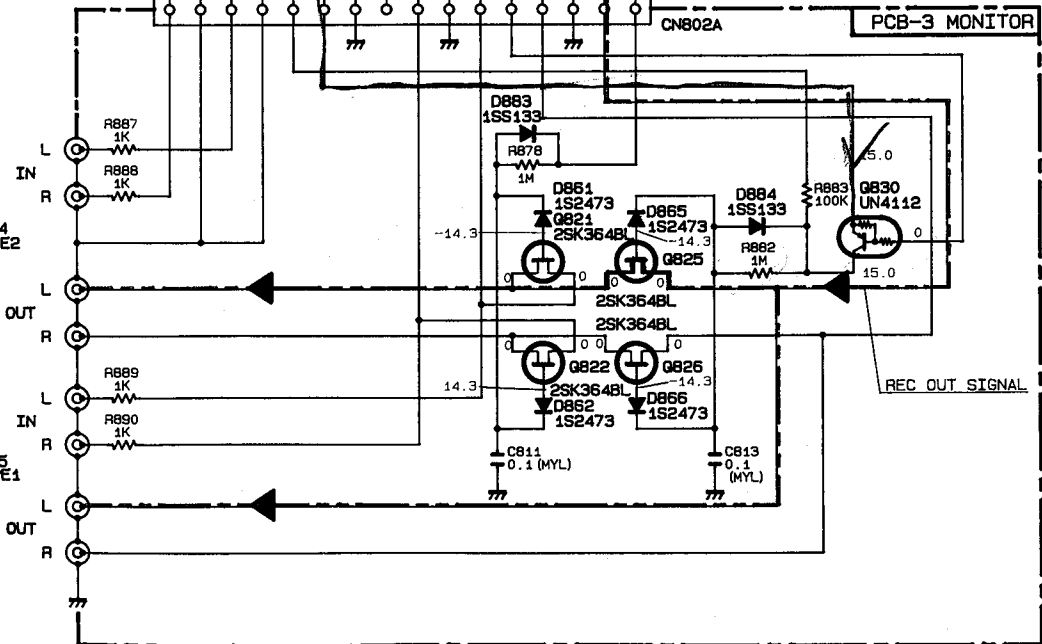 CN802A
PCB-3 MONITOR
D883
1SS133
R878
1M
R887
1K
L
IN
R888
1K
R
4
E2
D861
1S2473
Q821
2SK364BL
-14.3
D865
1S2473
-14.3
Q825
0
0
0
0
2SK364BL
D884
1SS133
R882
1M
R883
100K
15.0
Q830
UN4112
0
15.0
L
OUT
R
2SK364BL
0
0
0
0
Q822
Q826
14.3
2SK364BL
-14.3
D862
1S2473
D866
1S2473
REC OUT SIGNAL
R889
1K
L
IN
R890
1K
R
5
E1
C811
0.1 (MYL)
C813
0.1
(MYL)
L
OUT
R